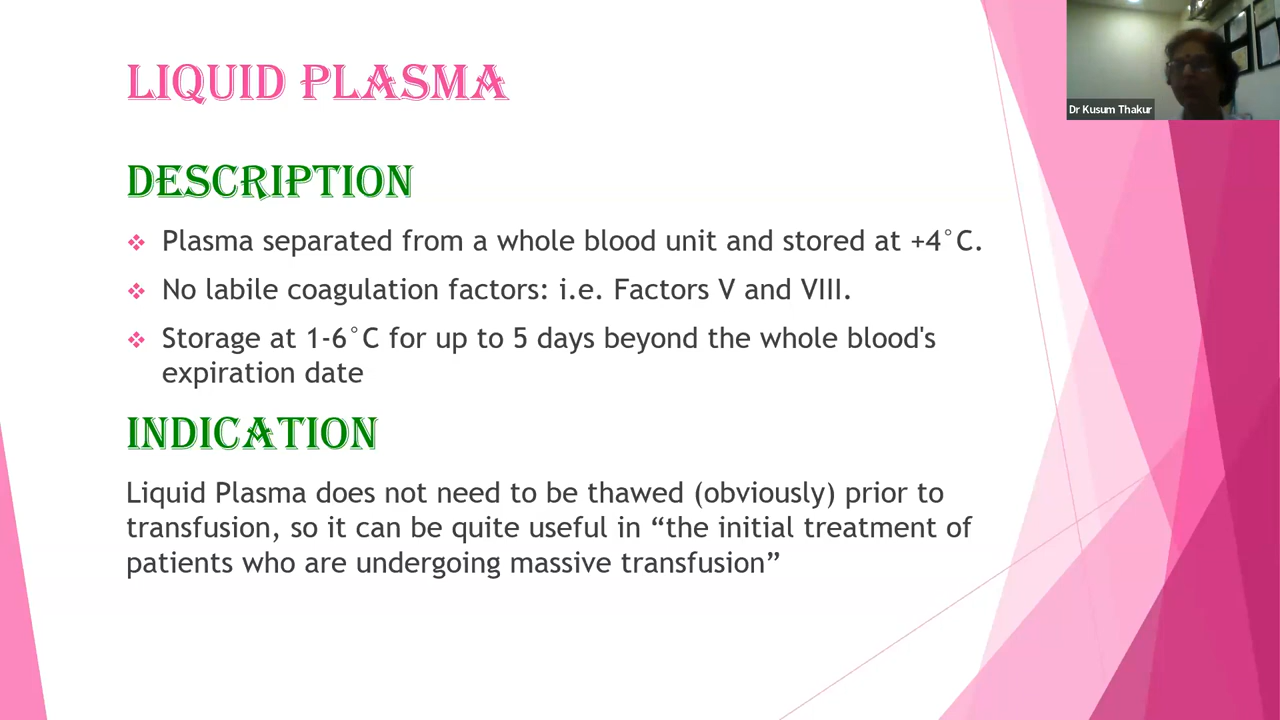 LIQUID PLASMA
Dr Kusum Thakur
DESCRIPTION
Plasma separated from a whole blood unit and stored at +4°C.
No labile coagulation factors: i.e. Factors V and VIII.
Storage at 1-6°C for up to 5 days beyond the whole blood's
expiration date
INDICATION
Liquid Plasma does not need to be thawed (obviously) prior to
transfusion, so it can be quite useful in “the initial treatment of
patients who are undergoing massive transfusion”